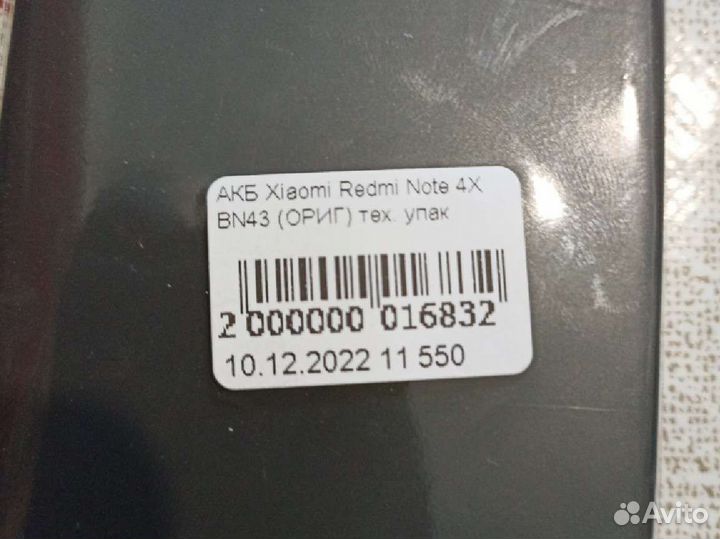 АКБ Xiaomi Redmi Note 4X
BN43 (ОРИГ) тех. упак
2 000000 016832
10.12.2022 11 550
Avito